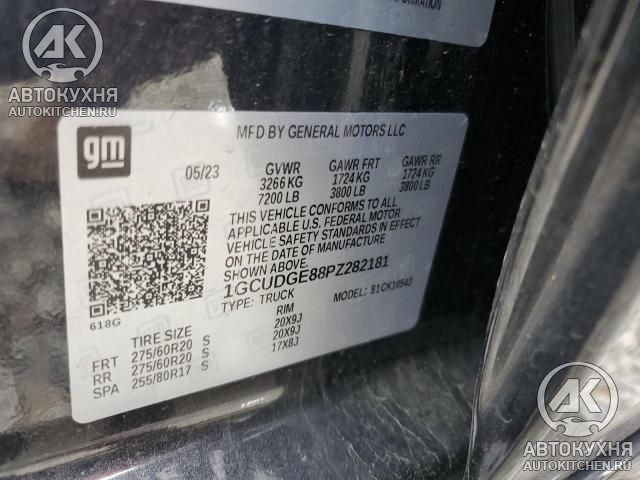 FORMATION
АК
АВТОКУХНЯ
AUTOKITCHEN.RU
gm
MFD BY GENERAL MOTORS LLC
05/23 GVWR GAWR FRT GAWR RR
3266 KG 1724 KG 1724 KG
7200 LB 3800 LB 3800 LB
THIS VEHICLE CONFORMS TO ALL
APPLICABLE U.S. FEDERAL MOTOR
VEHICLE SAFETY STANDARDS IN EFFECT
ON THE DATE OF MANUFACTURE
SHOWN ABOVE.
1GCUDGE88PZ282181
TYPE: TRUCK MODEL: 81CK10543
618G
TIRE SIZE RIM
FRT 275/60R20 S 20X9J
RR 275/60R20 S 20X9J
SPA 255/80R17 S 17X8J
АК
АВТОКУХНЯ
AUTOKITCHEN.RU